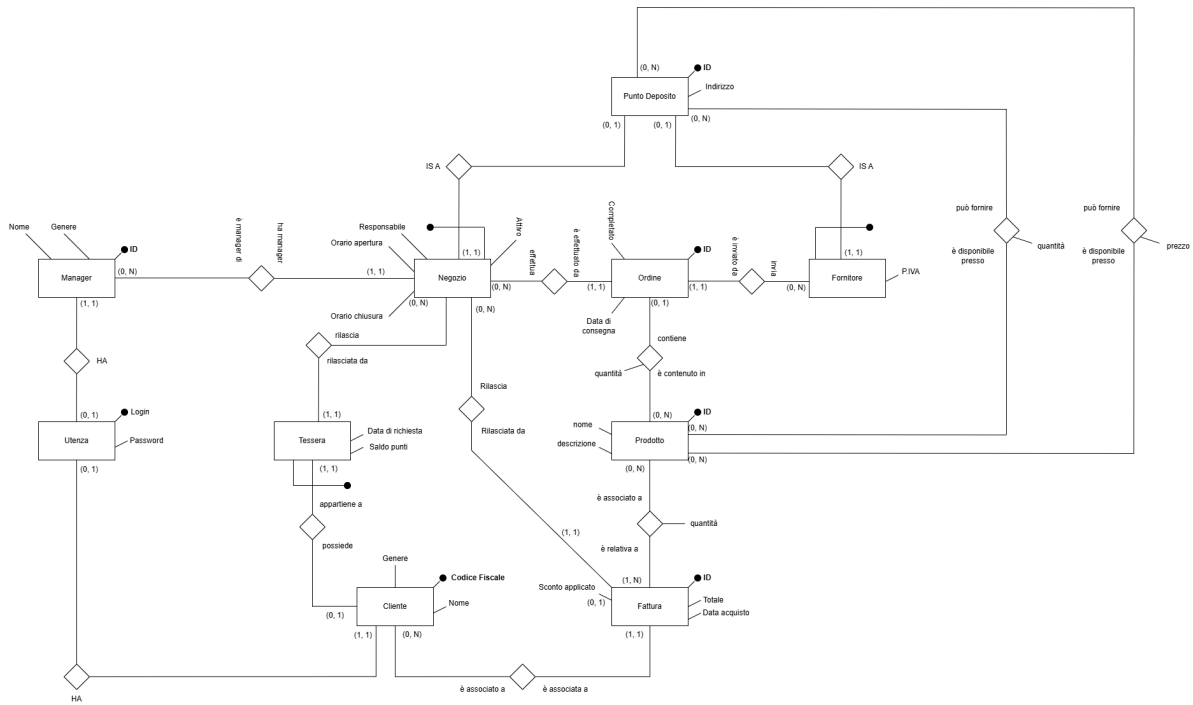 (0, N)
ID
Punto Deposito
Indirizzo
(0, 1)
(0, 1)
(0, N)
IS A
IS A
può fornire
quantità
è disponibile
presso
può fornire
prezzo
è disponibile
presso
Nome
Genere
ID
Manager
(0, N)
(1, 1)
è manager di
ha manager
(1, 1)
Responsabile
Orario apertura
Attivo
(1, 1)
Negozio
(0, N)
(0, N)
(0, N)
Orario chiusura
effettua
è effettuato da
(1, 1)
Completato
ID
Ordine
(1, 1)
(0, 1)
Data di
consegna
è inviato da
invia
(0, N)
(1, 1)
Fornitore
P.IVA
HA
rilascia
rilasciata da
contiene
quantità
è contenuto in
Rilascia
Rilasciata da
(0, 1)
Login
Utenza
Password
(0, 1)
(1, 1)
Tessera
Data di richiesta
Saldo punti
(1, 1)
(0, N)
ID
nome
descrizione
Prodotto
(0, N)
(0, N)
(0, N)
appartiene a
possiede
è associato a
quantità
è relativa a
(1, 1)
Genere
Codice Fiscale
Cliente
Nome
(0, 1)
(1, 1)
(0, N)
(1, N)
ID
Sconto applicato
(0, 1)
Fattura
Totale
Data acquisto
(1, 1)
HA
è associato a
è associata a